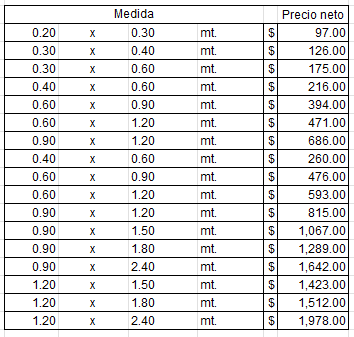 Medida Precio neto
0.20 x 0.30 mt. $ 97.00
0.30 x 0.40 mt. $ 126.00
0.30 x 0.60 mt. $ 175.00
0.40 x 0.60 mt. $ 216.00
0.60 x 0.90 mt. $ 394.00
0.60 x 1.20 mt. $ 471.00
0.90 x 1.20 mt. $ 686.00
0.40 x 0.60 mt. $ 260.00
0.60 x 0.90 mt. $ 476.00
0.60 x 1.20 mt. $ 593.00
0.90 x 1.20 mt. $ 815.00
0.90 x 1.50 mt. $ 1,067.00
0.90 x 1.80 mt. $ 1,289.00
0.90 x 2.40 mt. $ 1,642.00
1.20 x 1.50 mt. $ 1,423.00
1.20 x 1.80 mt. $ 1,512.00
1.20 x 2.40 mt. $ 1,978.00